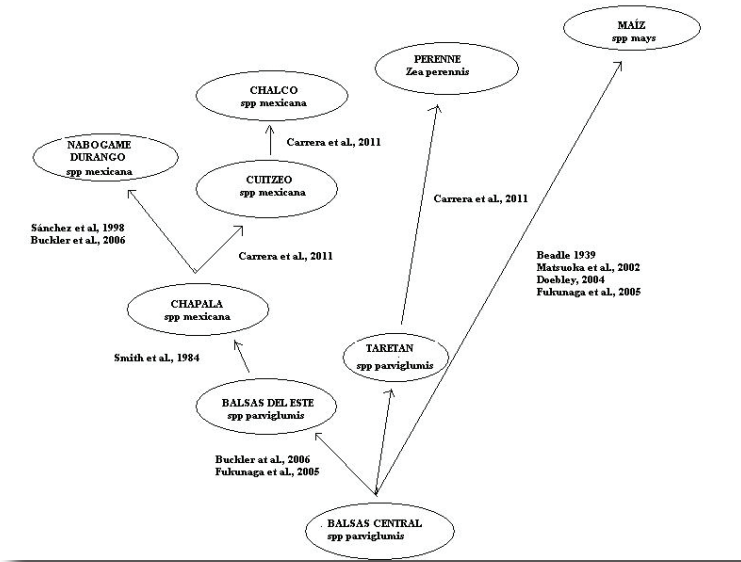 MAÍZ
spp mays
PERENNE
Zea perennis
CHALCO
spp mexicana
Carrera et al., 2011
NABOGAME
DURANGO
spp mexicana
CUITZEO
spp mexicana
Carrera et al., 2011
Sánchez et al, 1998
Buckler et al., 2006
Carrera et al., 2011
Beadle 1939
Matsuoka et al., 2002
Doebley, 2004
Fukunaga et al., 2005
CHAPALA
spp mexicana
Smith et al., 1984
TARETAN
spp parviglumis
BALSAS DEL ESTE
spp parviglumis
Buckler at al., 2006
Fukunaga et al., 2005
BALSAS CENTRAL
spp parviglumis